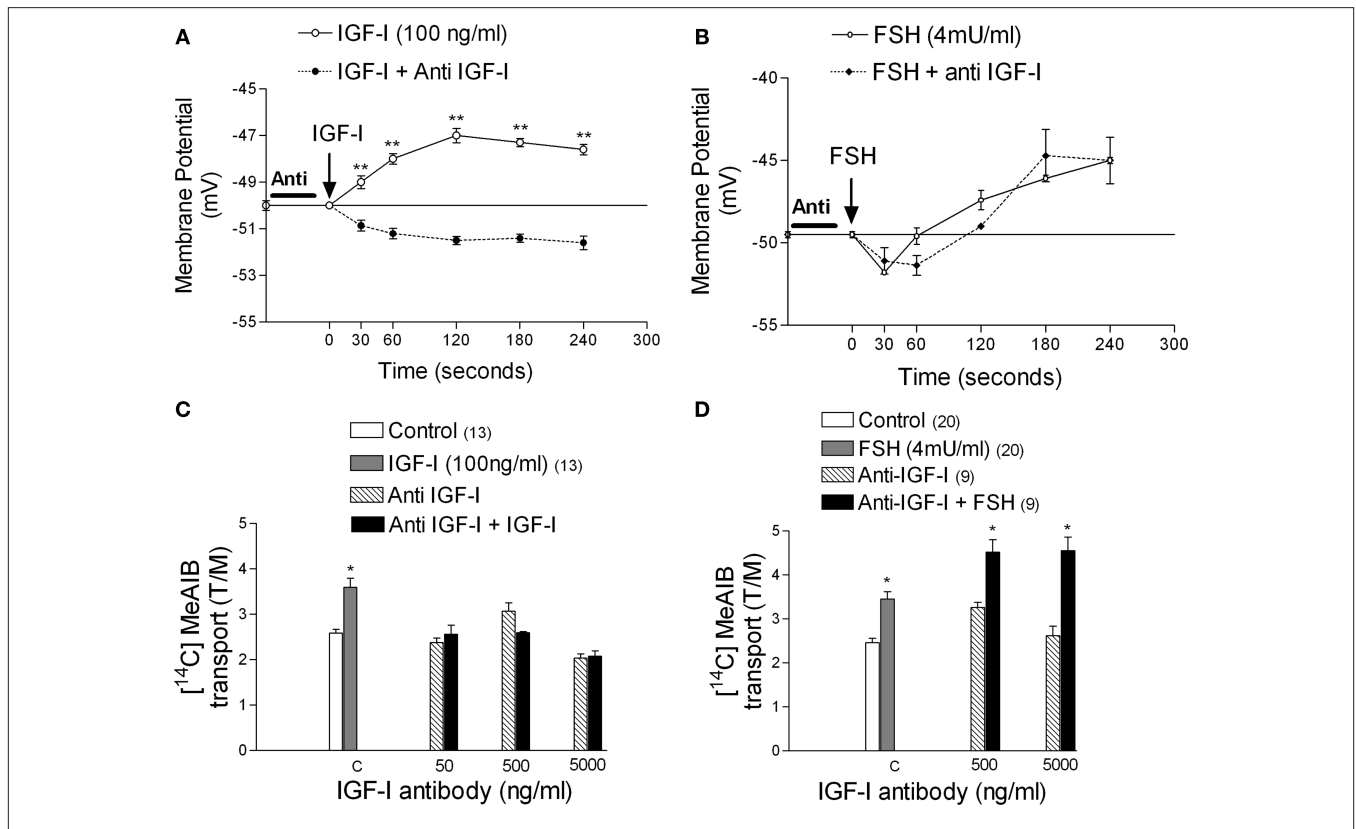 A
IGF-I (100 ng/ml)
IGF-I + Anti IGF-I
Membrane Potential
(mV)
-45
-47
-49
-51
-53
-55
Anti
IGF-I
**
**
**
**
**
0 30 60 120 180 240 300
Time (seconds)
B
FSH (4mU/ml)
FSH + anti IGF-I
Membrane Potential
(mV)
-40
-45
-50
-55
Anti
FSH
0 30 60 120 180 240 300
Time (seconds)
C
Control (13)
IGF-I (100ng/ml) (13)
Anti IGF-I
Anti IGF-I + IGF-I
[14C] MeAIB
transport (T/M)
5
4
3
2
1
0
*
C 50 500 5000
IGF-I antibody (ng/ml)
D
Control (20)
FSH (4mU/ml) (20)
Anti-IGF-I (9)
Anti-IGF-I + FSH (9)
[14C] MeAIB
transport (T/M)
5
4
3
2
1
0
*
*
*
C 500 5000
IGF-I antibody (ng/ml)